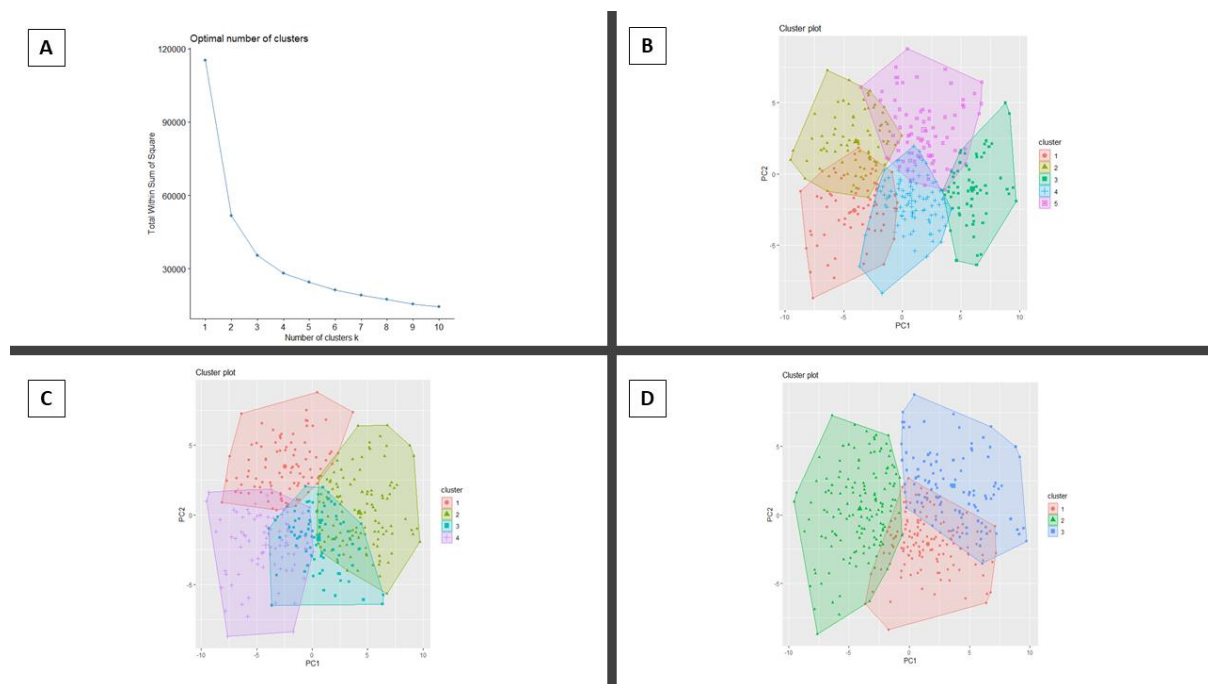 A
Optimal number of clusters
120000
90000
60000
30000
Total Within Sum of Square
1 2 3 4 5 6 7 8 9 10
Number of clusters k
B
Cluster plot
5
0
-5
PC2
-10 -5 0 5 10
PC1
cluster
1
2
3
4
5
C
Cluster plot
5
0
-5
PC2
-10 -5 0 5 10
PC1
cluster
1
2
3
4
D
Cluster plot
5
0
-5
PC2
-10 -5 0 5 10
PC1
cluster
1
2
3